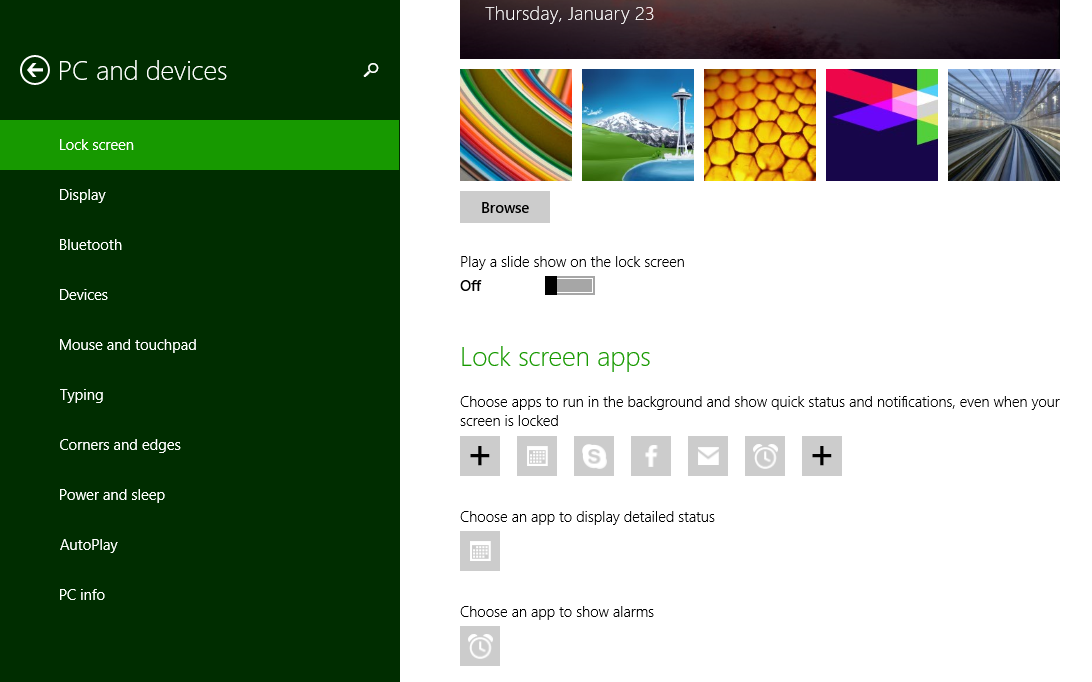 PC and devices
Lock screen
Display
Bluetooth
Devices
Mouse and touchpad
Typing
Corners and edges
Power and sleep
AutoPlay
PC info
Thursday, January 23
Browse
Play a slide show on the lock screen
Off
Lock screen apps
Choose apps to run in the background and show quick status and notifications, even when your
screen is locked
Choose an app to display detailed status
Choose an app to show alarms